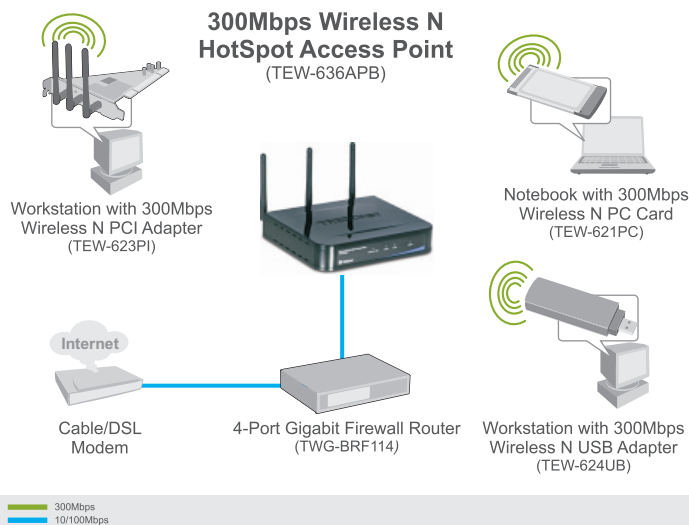 300Mbps Wireless N
HotSpot Access Point
(TEW-636APB)
Workstation with 300Mbps
Wireless N PCI Adapter
(TEW-623PI)
Notebook with 300Mbps
Wireless N PC Card
(TEW-621PC)
Internet
Cable/DSL
Modem
4-Port Gigabit Firewall Router
(TWG-BRF114)
Workstation with 300Mbps
Wireless N USB Adapter
(TEW-624UB)
300Mbps
10/100Mbps